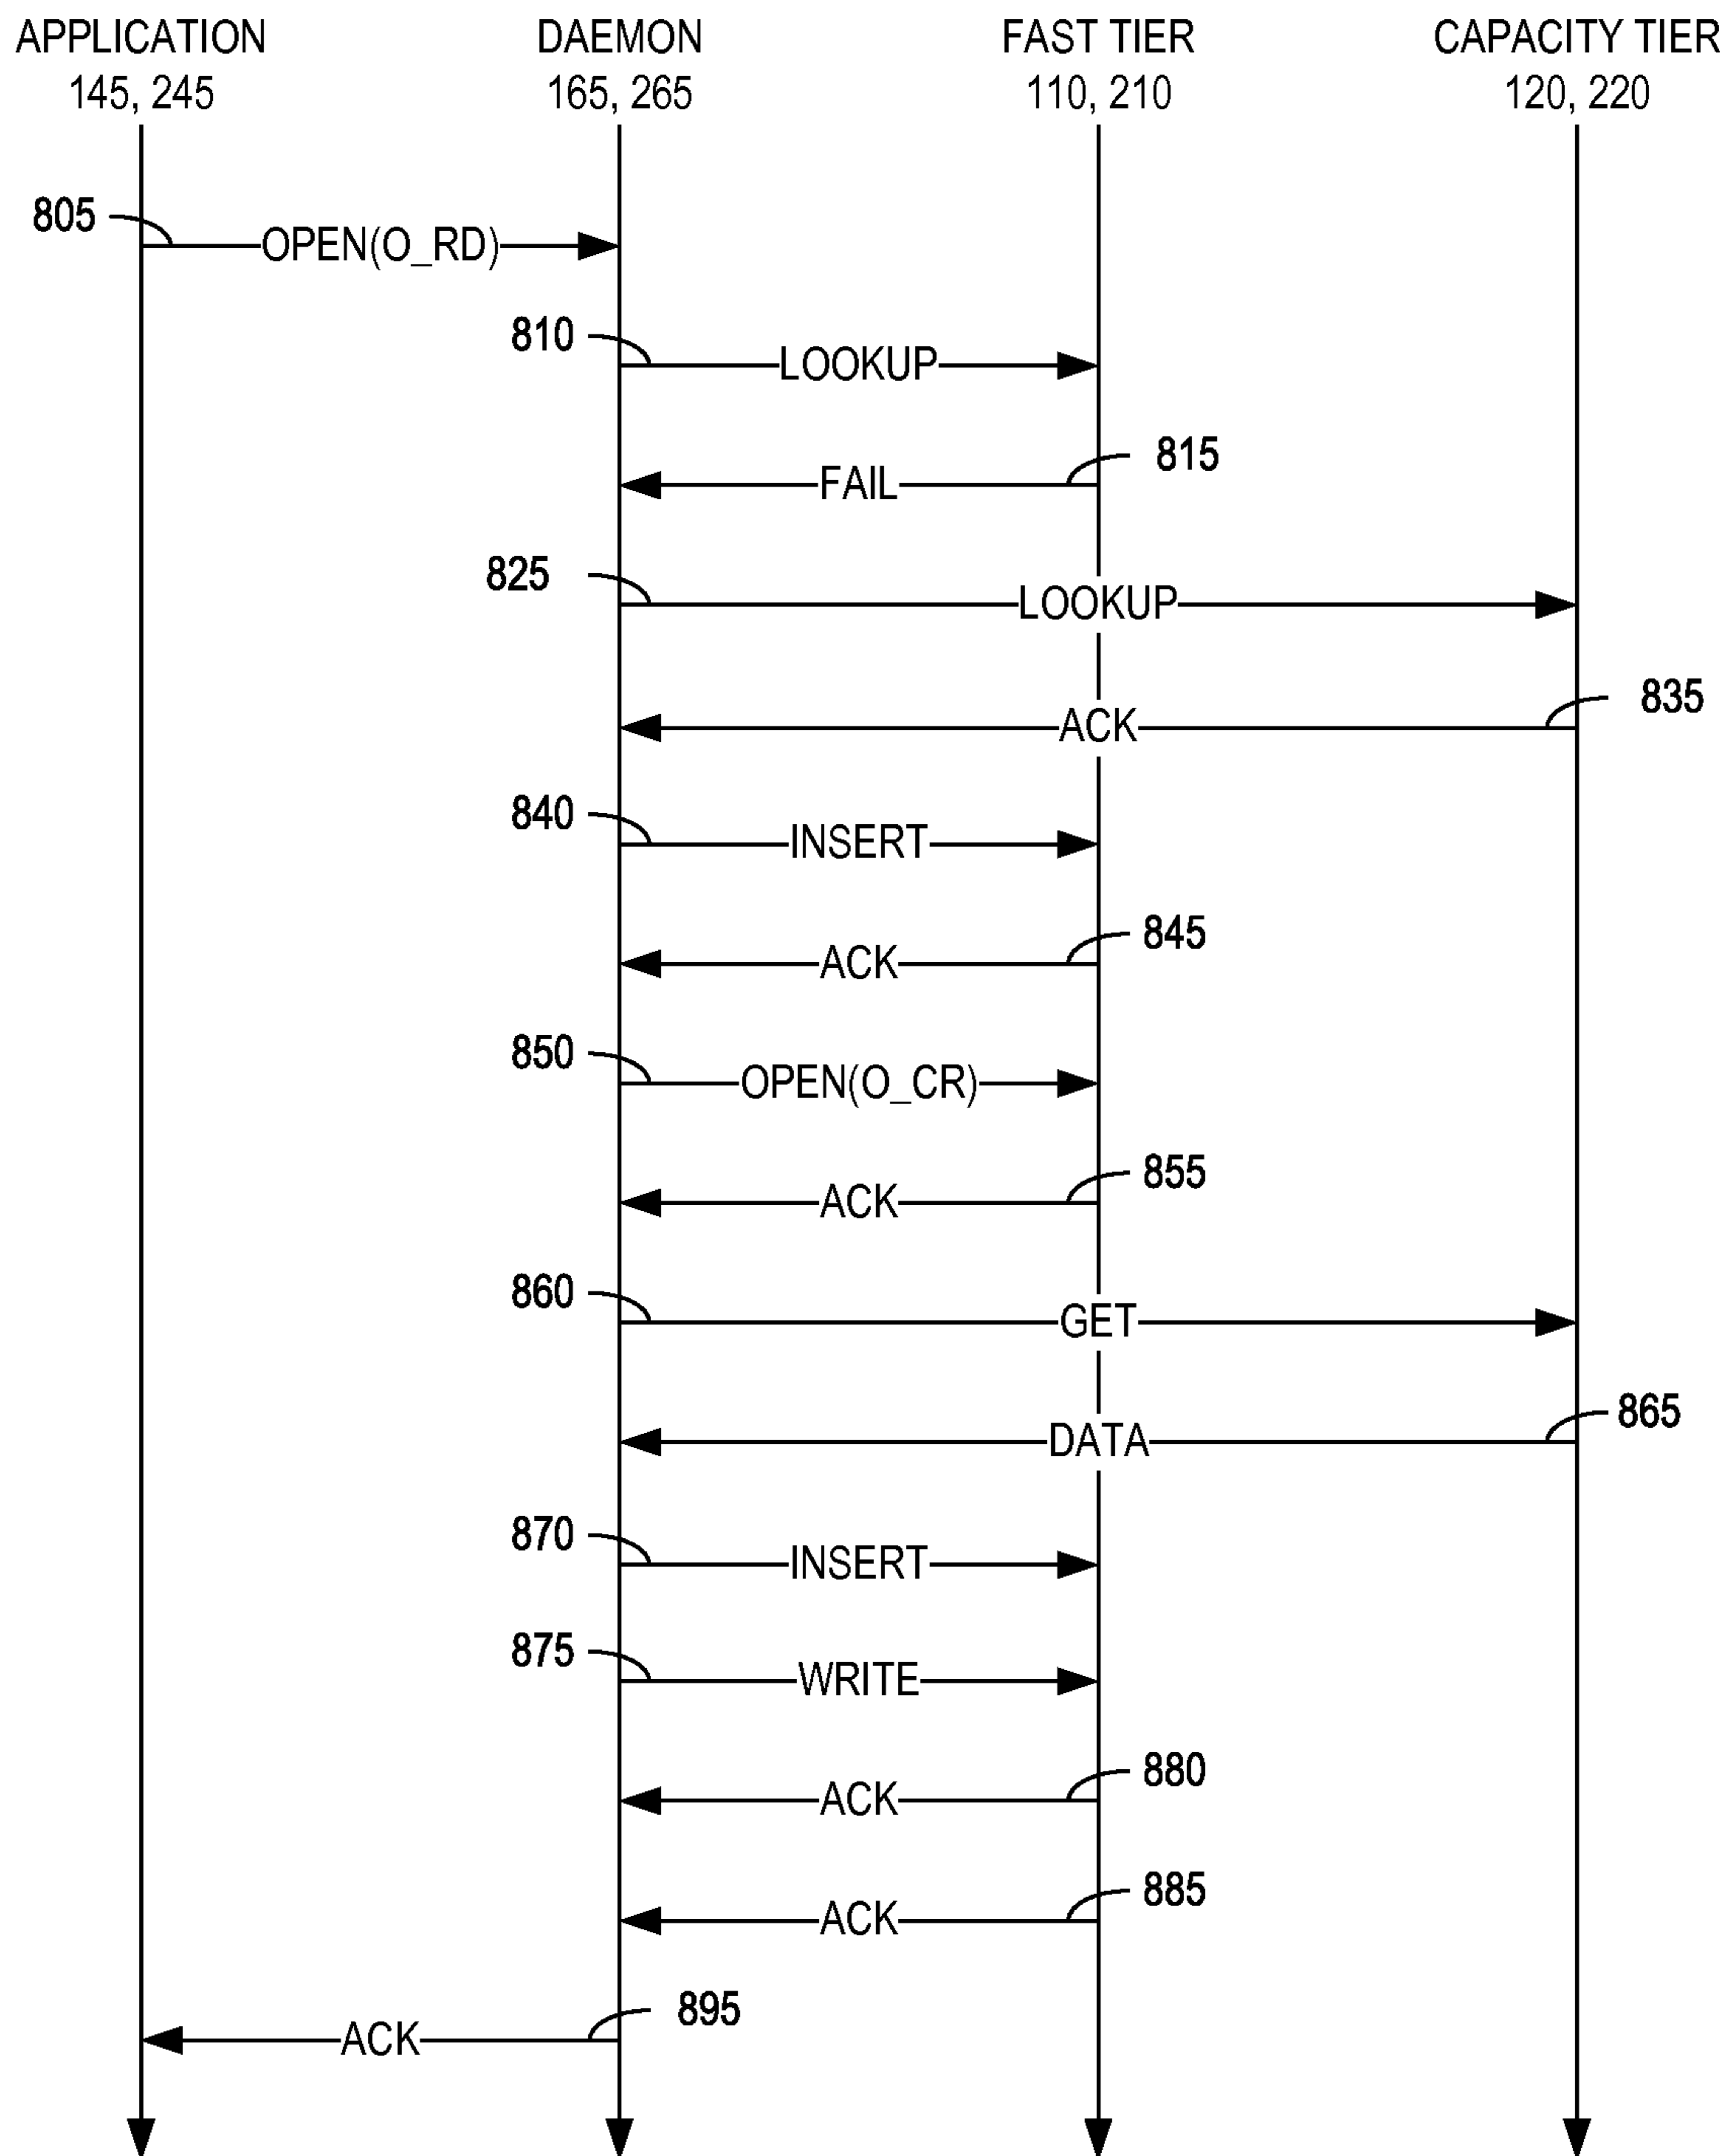 APPLICATION
145, 245
DAEMON
165, 265
FAST TIER
110, 210
CAPACITY TIER
120, 220
805
OPEN(O_RD)
810
LOOKUP
815
FAIL
825
LOOKUP
835
ACK
840
INSERT
845
ACK
850
OPEN(O_CR)
855
ACK
860
GET
865
DATA
870
INSERT
875
WRITE
880
ACK
885
ACK
895
ACK